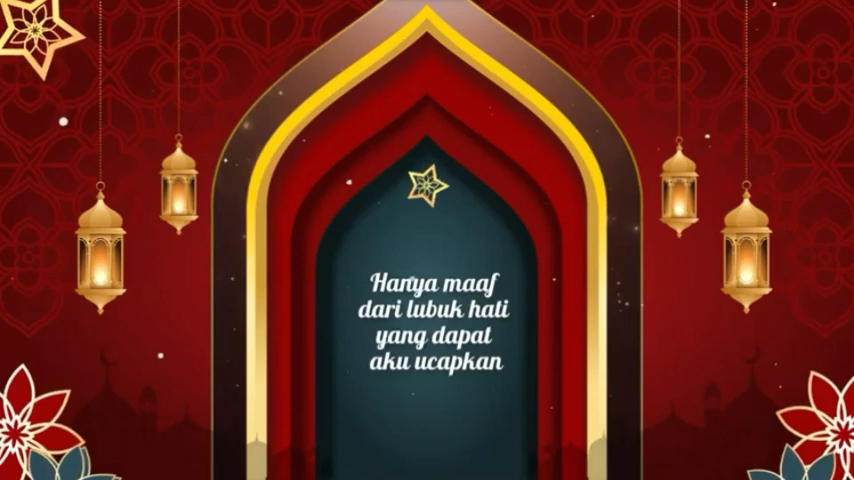 Hanya maaf
dari lubuk hati
yang dapat
aku ucapkan